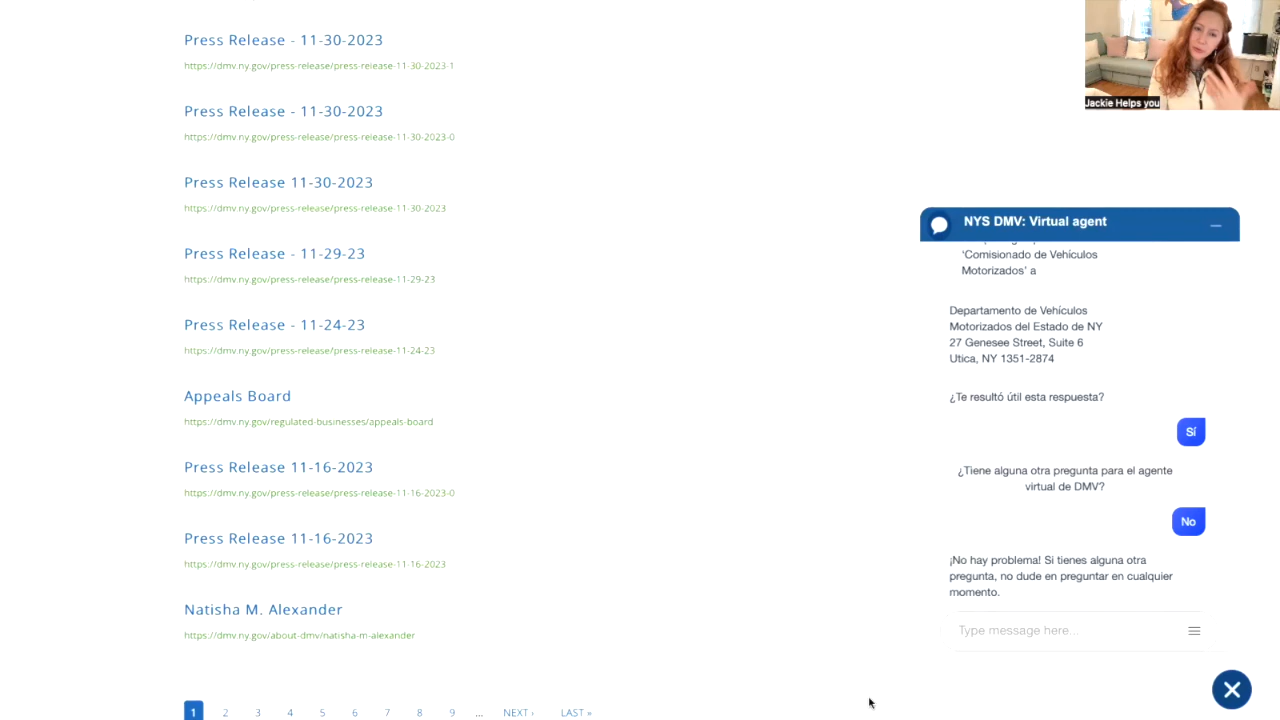 Press Release - 11-30-2023
https://dmv.ny.gov/press-release/press-release-11-30-2023-1
Press Release - 11-30-2023
https://dmv.ny.gov/press-release/press-release-11-30-2023-0
Press Release 11-30-2023
https://dmv.ny.gov/press-release/press-release-11-30-2023
Press Release - 11-29-23
https://dmv.ny.gov/press-release/press-release-11-29-23
Press Release - 11-24-23
https://dmv.ny.gov/press-release/press-release-11-24-23
Appeals Board
https://dmv.ny.gov/regulated-businesses/appeals-board
Press Release 11-16-2023
https://dmv.ny.gov/press-release/press-release-11-16-2023-0
Press Release 11-16-2023
https://dmv.ny.gov/press-release/press-release-11-16-2023
Natisha M. Alexander
https://dmv.ny.gov/about-dmv/natisha-m-alexander
1 2 3 4 5 6 7 8 9 ... NEXT › LAST »
Jackie Helps you
NYS DMV: Virtual agent
'Comisionado de Vehículos
Motorizados' a
Departamento de Vehículos
Motorizados del Estado de NY
27 Genesee Street, Suite 6
Utica, NY 1351-2874
¿Te resultó útil esta respuesta?
Sí
¿Tiene alguna otra pregunta para el agente
virtual de DMV?
No
¡No hay problema! Si tienes alguna otra
pregunta, no dude en preguntar en cualquier
momento.
Type message here...